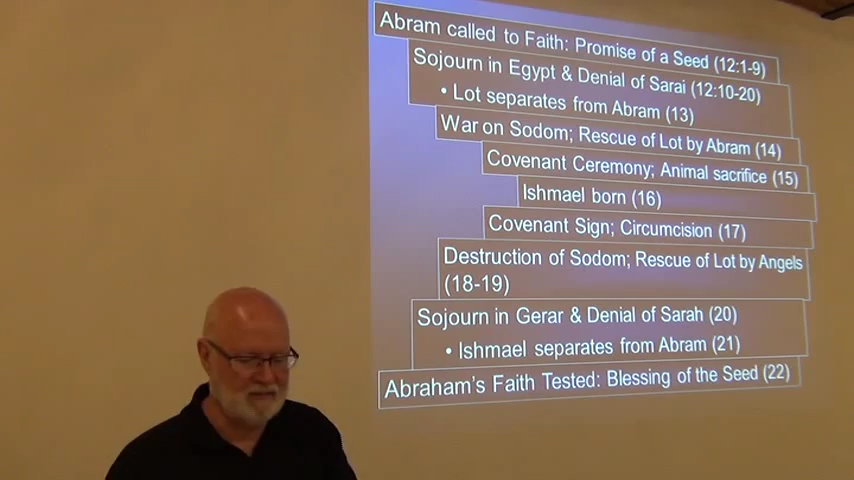 Abram called to Faith: Promise of a Seed (12:1-9)
Sojourn in Egypt & Denial of Sarai (12:10-20)
• Lot separates from Abram (13)
War on Sodom; Rescue of Lot by Abram (14)
Covenant Ceremony; Animal sacrifice (15)
Ishmael born (16)
Covenant Sign; Circumcision (17)
Destruction of Sodom; Rescue of Lot by Angels
(18-19)
Sojourn in Gerar & Denial of Sarah (20)
• Ishmael separates from Abram (21)
Abraham's Faith Tested: Blessing of the Seed (22)